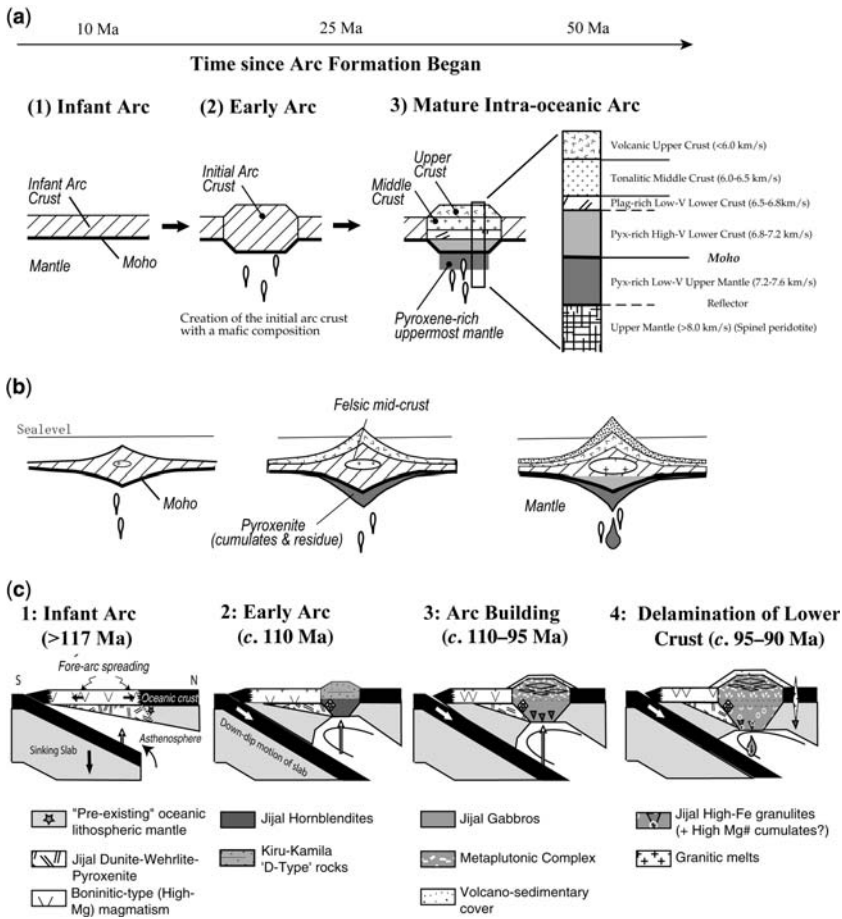 (a)
10 Ma 25 Ma 50 Ma
Time since Arc Formation Began
(1) Infant Arc
(2) Early Arc
3) Mature Intra-oceanic Arc
Infant Arc
Crust
Mantle
Moho
Initial Arc
Crust
Creation of the initial arc crust
with a mafic composition
Upper
Crust
Middle
Crust
Pyroxene-rich
uppermost mantle
Volcanic Upper Crust (<6.0 km/s)
Tonalitic Middle Crust (6.0-6.5 km/s)
Plag-rich Low-V Lower Crust (6.5-6.8km/s)
Pyx-rich High-V Lower Crust (6.8-7.2 km/s)
Moho
Pyx-rich Low-V Upper Mantle (7.2-7.6 km/s)
Reflector
Upper Mantle (>8.0 km/s) (Spinel peridotite)
(b)
Sealevel
Moho
Felsic mid-crust
Pyroxenite
(cumulates & residue)
Mantle
(c)
1: Infant Arc
(>117 Ma)
Fore-arc spreading
S N
Oceanic crust
Asthenosphere
Sinking Slab
2: Early Arc
(c. 110 Ma)
Down-dip motion of slab
3: Arc Building
(c. 110–95 Ma)
4: Delamination of Lower
Crust (c. 95–90 Ma)
"Pre-existing" oceanic
lithospheric mantle
Jijal Dunite-Wehrlite-
Pyroxenite
Boninitic-type (High-
Mg) magmatism
Jijal Hornblendites
Kiru-Kamila
'D-Type' rocks
Jijal Gabbros
Metaplutonic Complex
Volcano-sedimentary
cover
Jijal High-Fe granulites
(+ High Mg# cumulates?)
Granitic melts